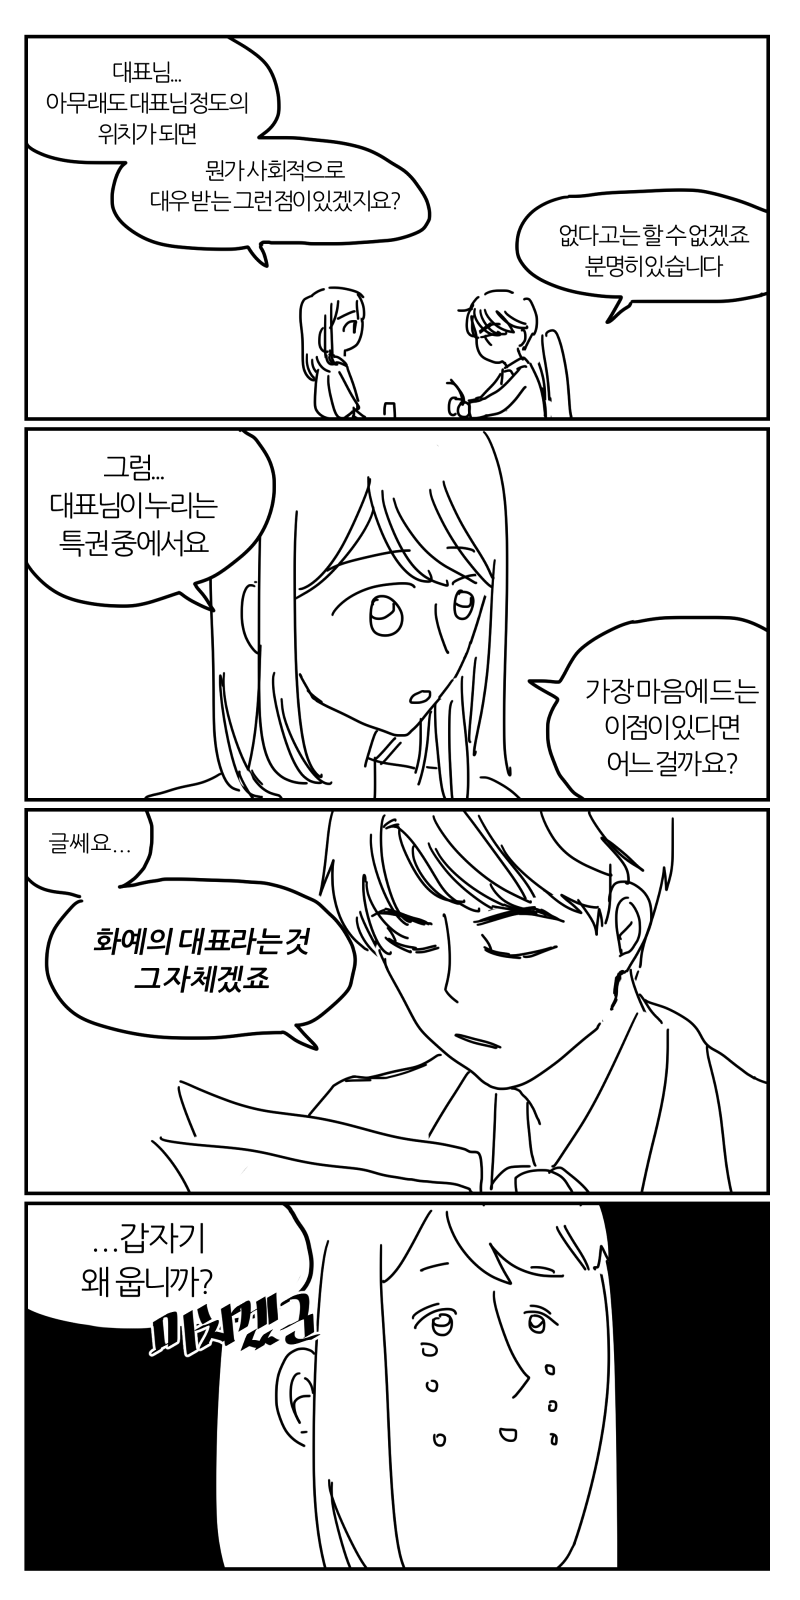 대표님...
아무래도 대표님 정도의
위치가 되면
뭔가 사회적으로
대우 받는 그런 점이 있겠지요?
없다고는 할 수 없겠죠
분명히 있습니다
그럼...
대표님이 누리는
특권 중에서요
가장 마음에 드는
이점이 있다면
어느 걸까요?
글쎄요...
화예의 대표라는 것
그 자체겠죠
...갑자기
왜 웁니까?
미치겠군